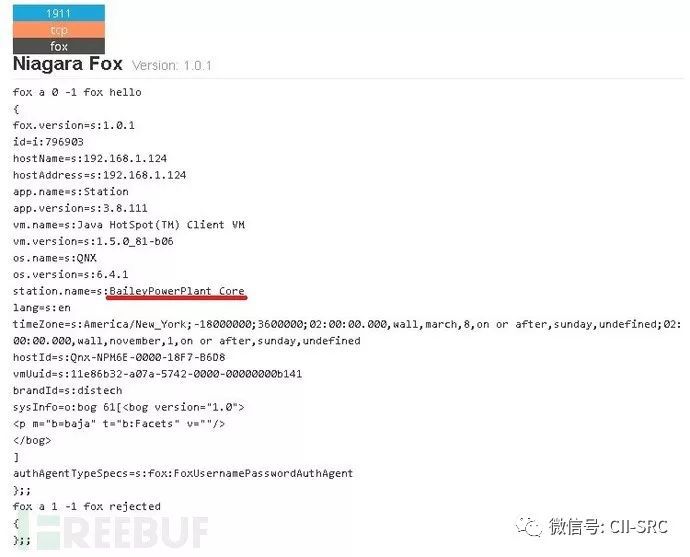 1911
tcp
fox
Niagara Fox Version: 1.0.1
fox a 0 -1 fox hello
{
fox.version=s:1.0.1
id=i:796903
hostName=s:192.168.1.124
hostAddress=s:192.168.1.124
app.name=s:Station
app.version=s:3.8.111
vm.name=s:Java HotSpot(TM) Client VM
vm.version=s:1.5.0_81-b06
os.name=s:QNX
os.version=s:6.4.1
station.name=s:BaileyPowerPlant_Core
lang=s:en
timeZone=s:America/New_York;-18000000;3600000;02:00:00.000,wall,march,8,on or after,sunday,undefined;02:
00:00.000,wall,november,1,on or after,sunday,undefined
hostId=s:Qnx-NPM6E-0000-18F7-B6D8
vmUuid=s:11e86b32-a07a-5742-0000-00000000b141
brandId=s:distech
sysInfo=o:bog 61[<bog version="1.0">
<p m="b=baja" t="b:Facets" v=""/>
</bog>
]
authAgentTypeSpecs=s:fox:FoxUsernamePasswordAuthAgent
};;
fox a 1 -1 fox rejected
{
};;
FREEBUF
微信号: CII-SRC